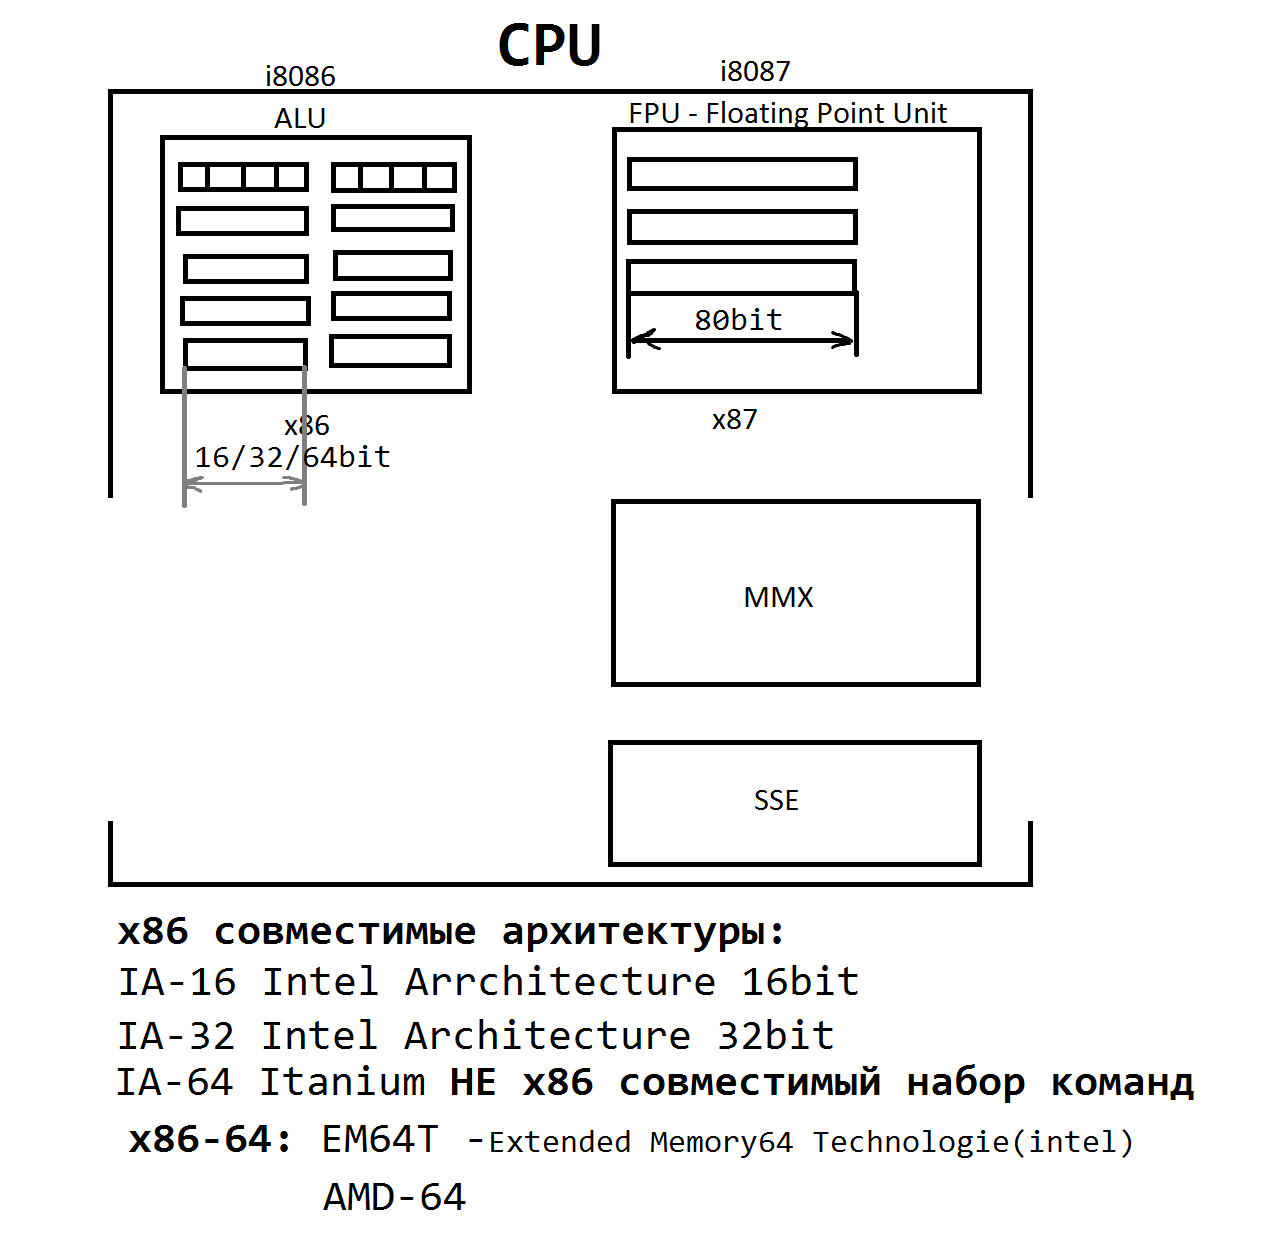 CPU
i8086
i8087
ALU
FPU - Floating Point Unit
80bit
x86
x87
16/32/64bit
MMX
SSE
x86 совместимые архитектуры:
IA-16 Intel Arrchitecture 16bit
IA-32 Intel Architecture 32bit
IA-64 Itanium НЕ x86 совместимый набор команд
x86-64: EM64T -Extended Memory64 Technologie(intel)
AMD-64